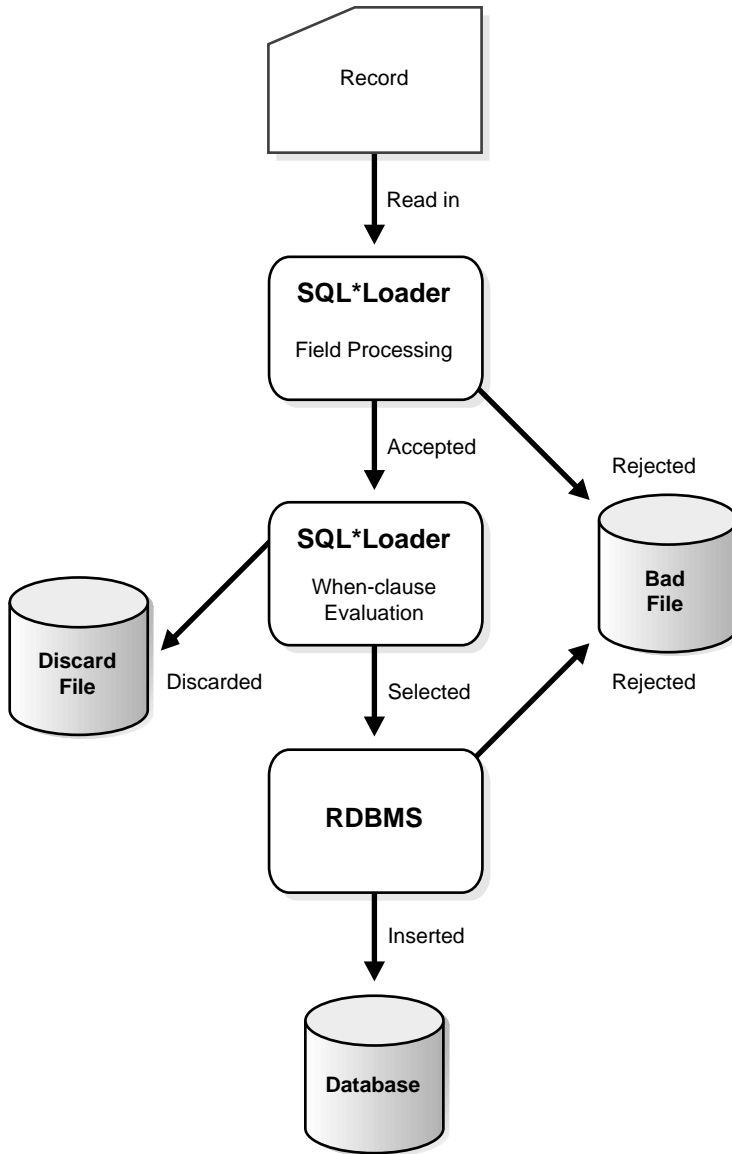 Record
Read in
SQL*Loader
Field Processing
Accepted
Rejected
SQL*Loader
When-clause
Evaluation
Bad
File
Discard
File
Discarded
Selected
Rejected
RDBMS
Inserted
Database